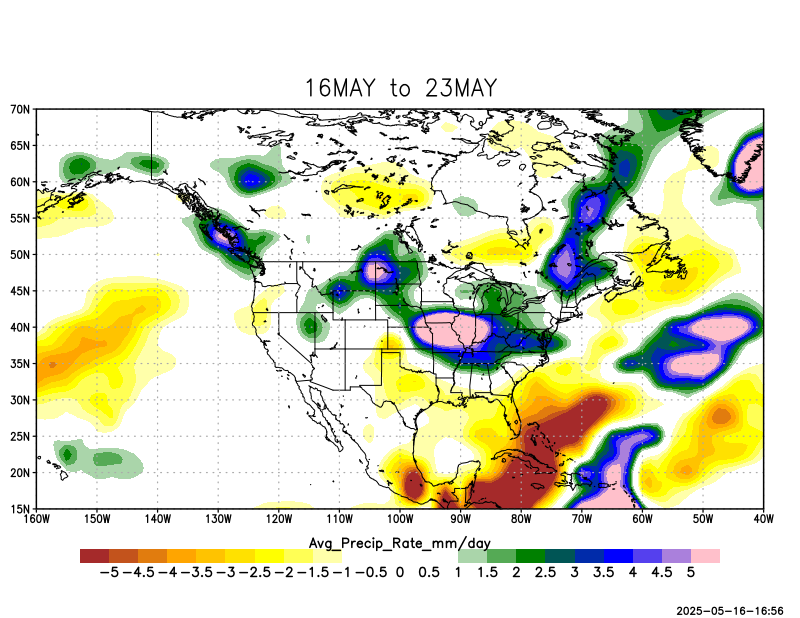 16MAY to 23MAY
70N
65N
60N
55N
50N
45N
40N
35N
30N
25N
20N
15N
160W 150W 140W 130W 120W 110W 100W 90W 80W 70W 60W 50W 40W
Avg_Precip_Rate_mm/day
-5 -4.5 -4 -3.5 -3 -2.5 -2 -1.5 -1 -0.5 0 0.5 1 1.5 2 2.5 3 3.5 4 4.5 5
2025-05-16-16:56